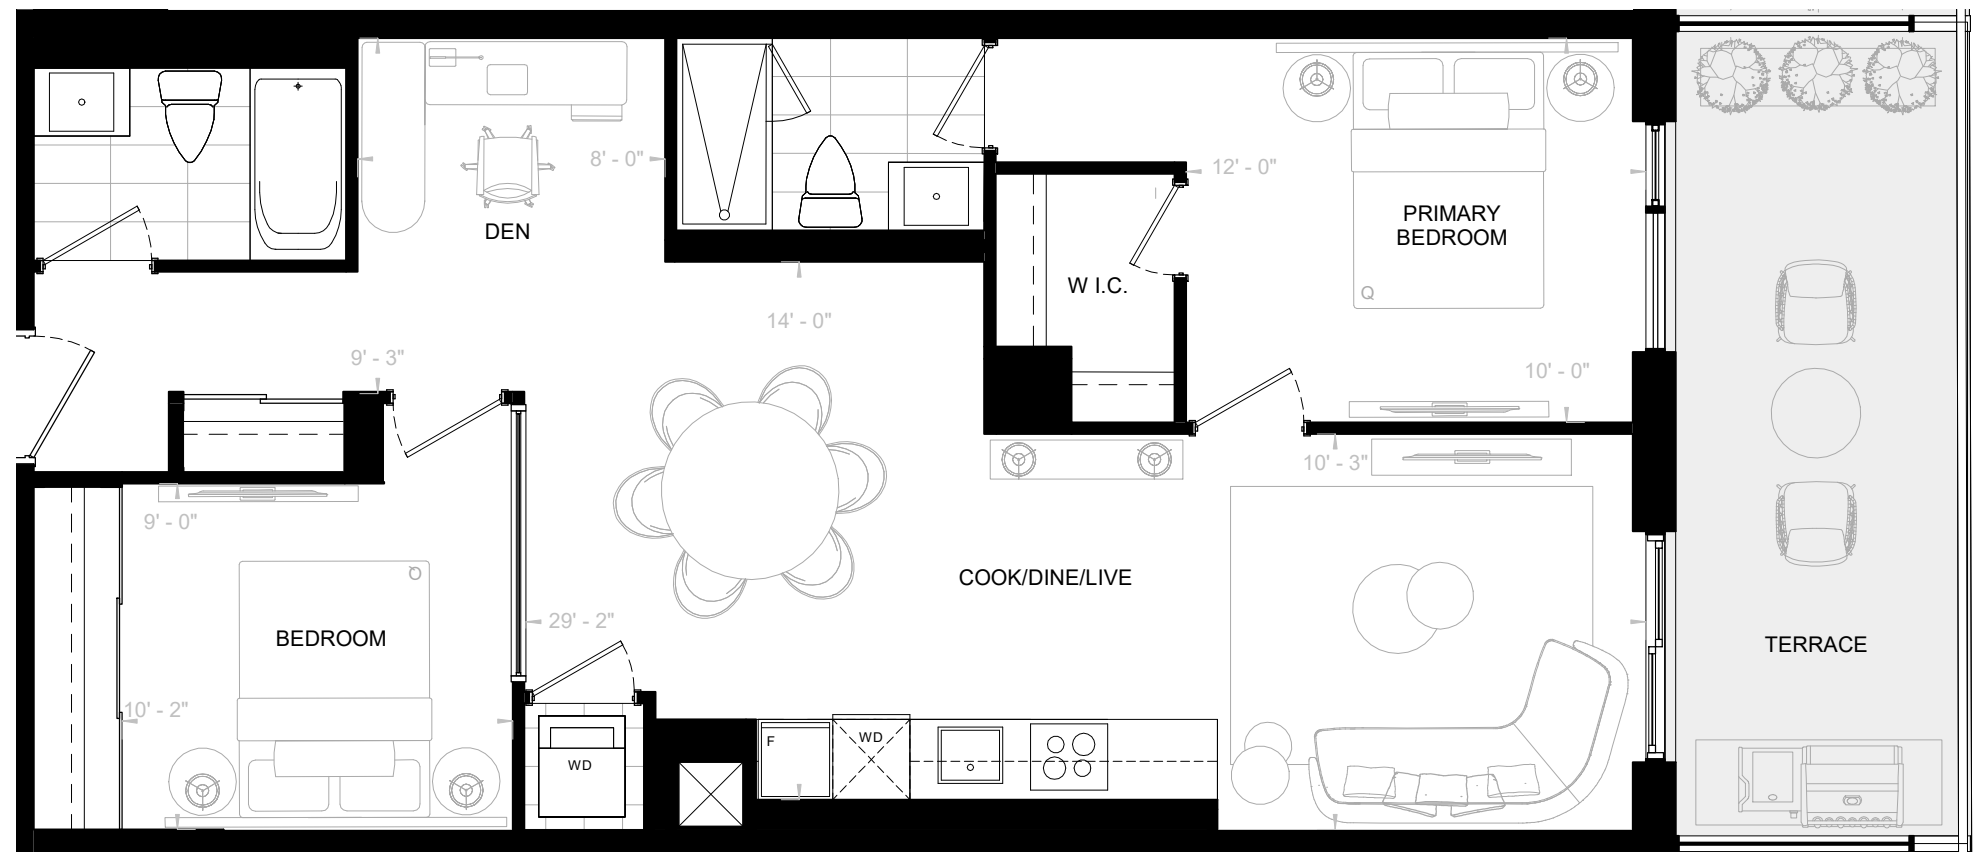 8' - 0"
DEN
12' - 0"
PRIMARY
BEDROOM
W I.C.
Q
14' - 0"
9' - 3"
10' - 0"
10' - 3"
9' - 0"
Q
COOK/DINE/LIVE
29' - 2"
BEDROOM
TERRACE
10' - 2"
F
WD
WD